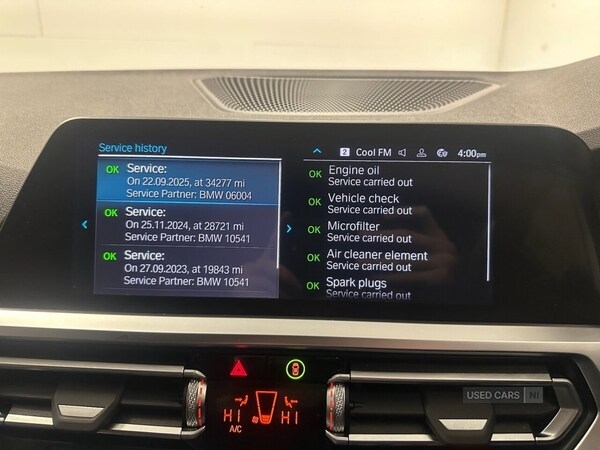 Service history
2 Cool FM 4:00pm
OK Service:
On 22.09.2025, at 34277 mi
Service Partner: BMW 06004
OK Service:
On 25.11.2024, at 28721 mi
Service Partner: BMW 10541
OK Service:
On 27.09.2023, at 19843 mi
Service Partner: BMW 10541
OK Engine oil
Service carried out
OK Vehicle check
Service carried out
OK Microfilter
Service carried out
OK Air cleaner element
Service carried out
OK Spark plugs
Service carried out
HI HI
A/C
USED CARS NI